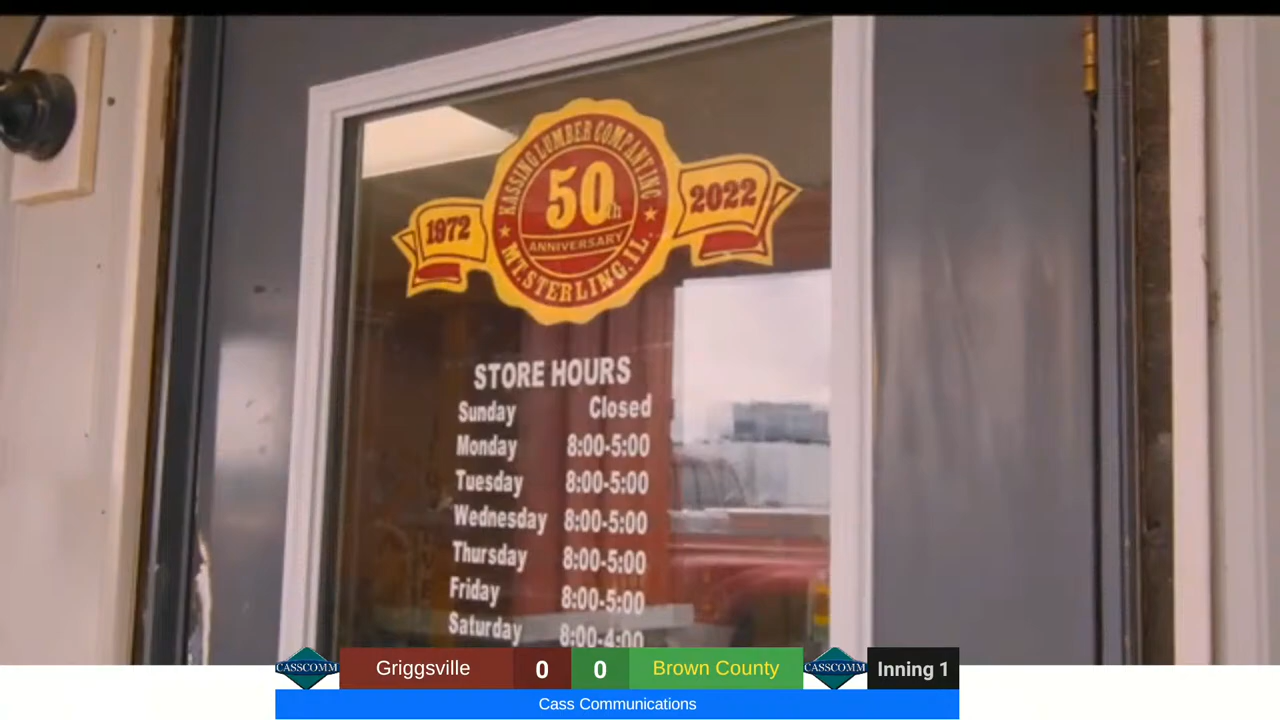 KASSING LUMBER COMPANY INC
50th
ANNIVERSARY
MT. STERLING, IL.
1972
2022
STORE HOURS
Sunday Closed
Monday 8:00-5:00
Tuesday 8:00-5:00
Wednesday 8:00-5:00
Thursday 8:00-5:00
Friday 8:00-5:00
Saturday 8:00-4:00
CASSCOMM Griggsville 0 0 Brown County CASSCOMM Inning 1
Cass Communications